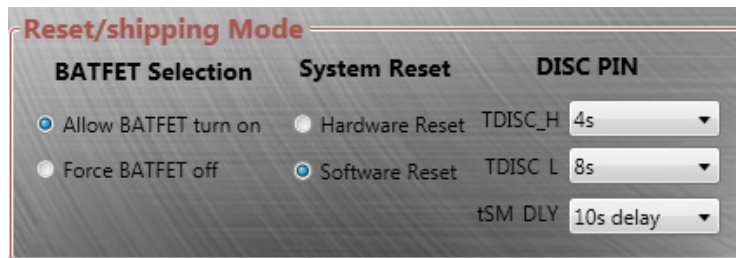 Reset/shipping Mode
BATFET Selection System Reset DISC PIN
Allow BATFET turn on Hardware Reset TDISC_H 4s
Force BATFET off Software Reset TDISC L 8s
tSM DLY 10s delay